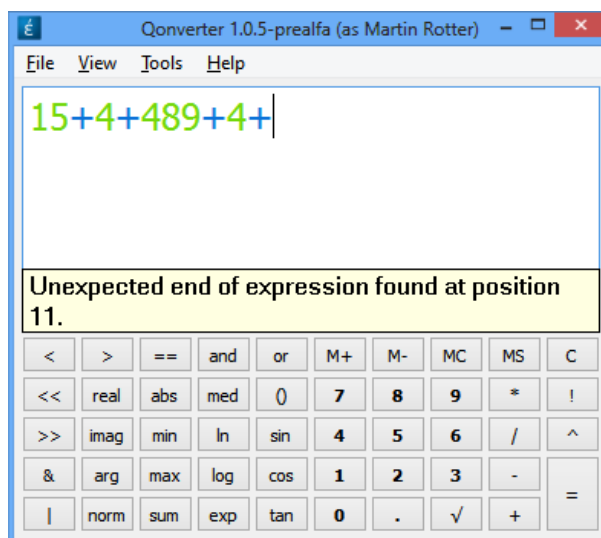 é Qonverter 1.0.5-prealfa (as Martin Rotter)
File View Tools Help
15+4+489+4+
Unexpected end of expression found at position
11.
< > == and or M+ M- MC MS C
<< real abs med () 7 8 9 * !
>> imag min ln sin 4 5 6 / ^
& arg max log cos 1 2 3 - =
| norm sum exp tan 0 . √ +